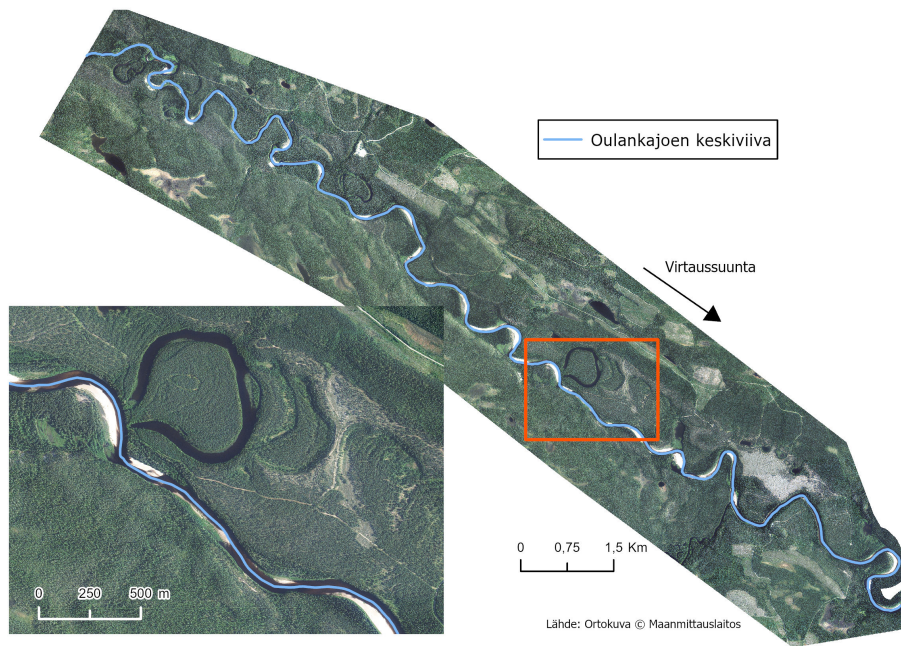 Oulankajoen keskiviiva
Virtaussuunta
0 0,75 1,5 Km
0 250 500 m
Lähde: Ortokuva © Maanmittauslaitos